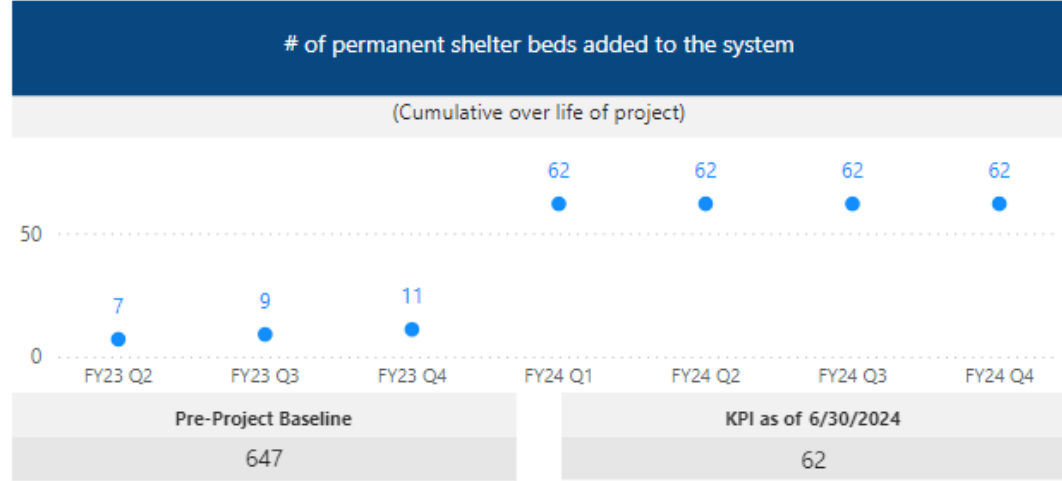 # of permanent shelter beds added to the system
(Cumulative over life of project)
62 62 62 62
50
7 9 11
0
FY23 Q2 FY23 Q3 FY23 Q4 FY24 Q1 FY24 Q2 FY24 Q3 FY24 Q4
Pre-Project Baseline KPI as of 6/30/2024
647 62